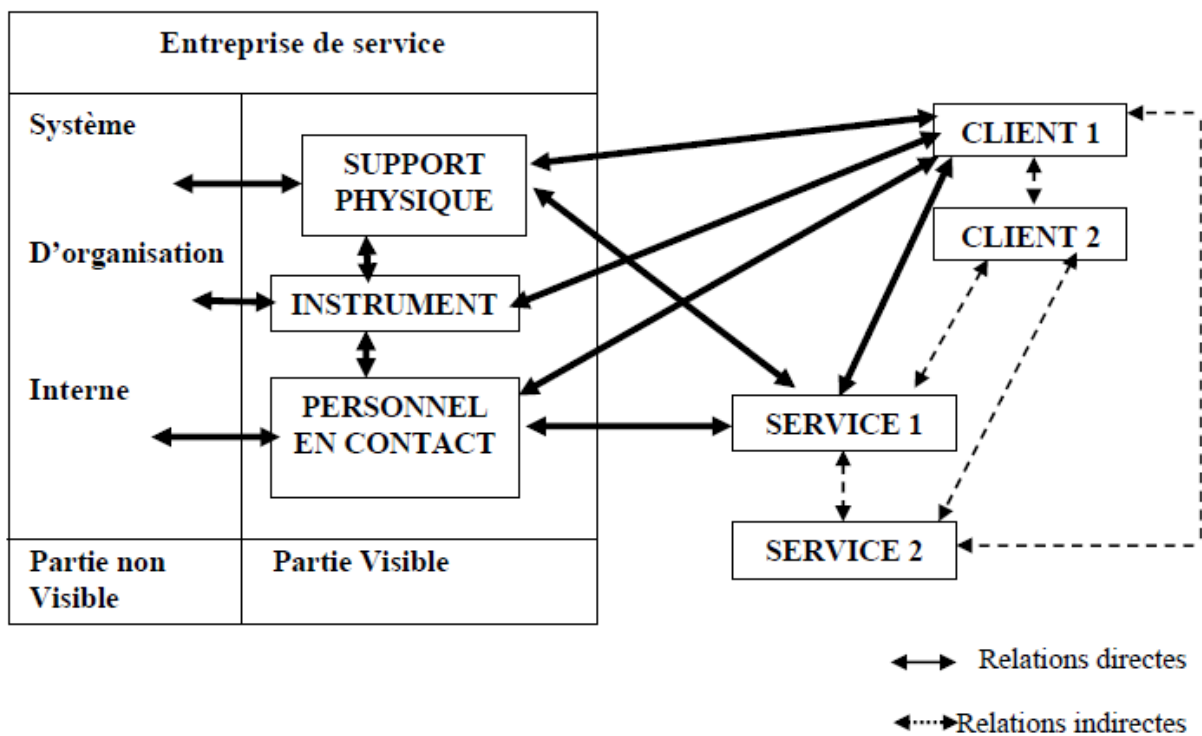 Entreprise de service
Système
SUPPORT
PHYSIQUE
D'organisation
INSTRUMENT
Interne
PERSONNEL
EN CONTACT
Partie non
Visible
Partie Visible
CLIENT 1
CLIENT 2
SERVICE 1
SERVICE 2
Relations directes
Relations indirectes